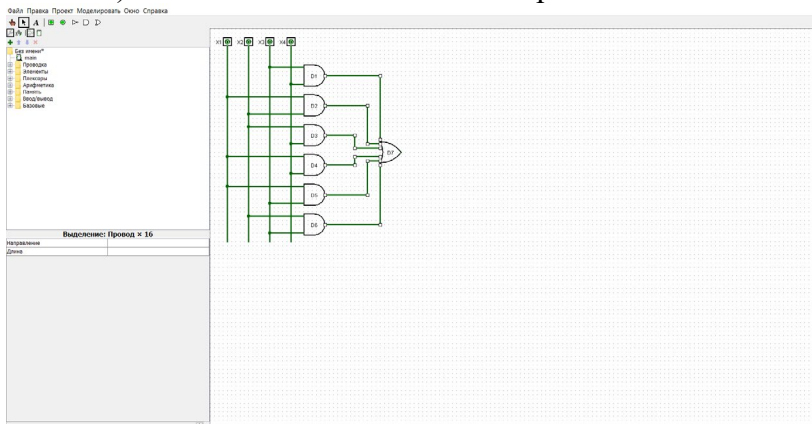 Файл Правка Проект Моделировать Окно Справка
A
Без имени*
main
Проводка
Элементы
Плексоры
Арифметика
Память
Ввод/вывод
Базовые
Выделение: Провод × 16
Направление
Длина
X1 X2 X3 X4
D1
D2
D3
D7
D4
D5
D6